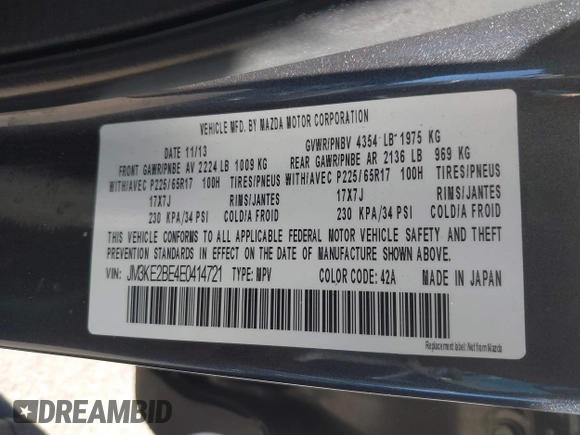 VEHICLE MFD. BY MAZDA MOTOR CORPORATION
DATE 11/13 GVWR/PNBV 4354 LB 1975 KG
FRONT GAWR/PNBE AV 2224 LB 1009 KG REAR GAWR/PNBE AR 2136 LB 969 KG
WITH/AVEC P225/65R17 100H TIRES/PNEUS WITH/AVEC P225/65R17 100H TIRES/PNEUS
17X7J RIMS/JANTES 17X7J RIMS/JANTES
230 KPA/34 PSI COLD/A FROID 230 KPA/34 PSI COLD/A FROID
THIS VEHICLE CONFORMS TO ALL APPLICABLE FEDERAL MOTOR VEHICLE SAFETY AND THEFT
PREVENTION STANDARDS IN EFFECT ON THE DATE OF MANUFACTURE SHOWN ABOVE.
VIN: JM3KE2BE4E0414721 TYPE: MPV COLOR CODE: 42A MADE IN JAPAN
Replacement label: Not from Mazda
DREAMBID